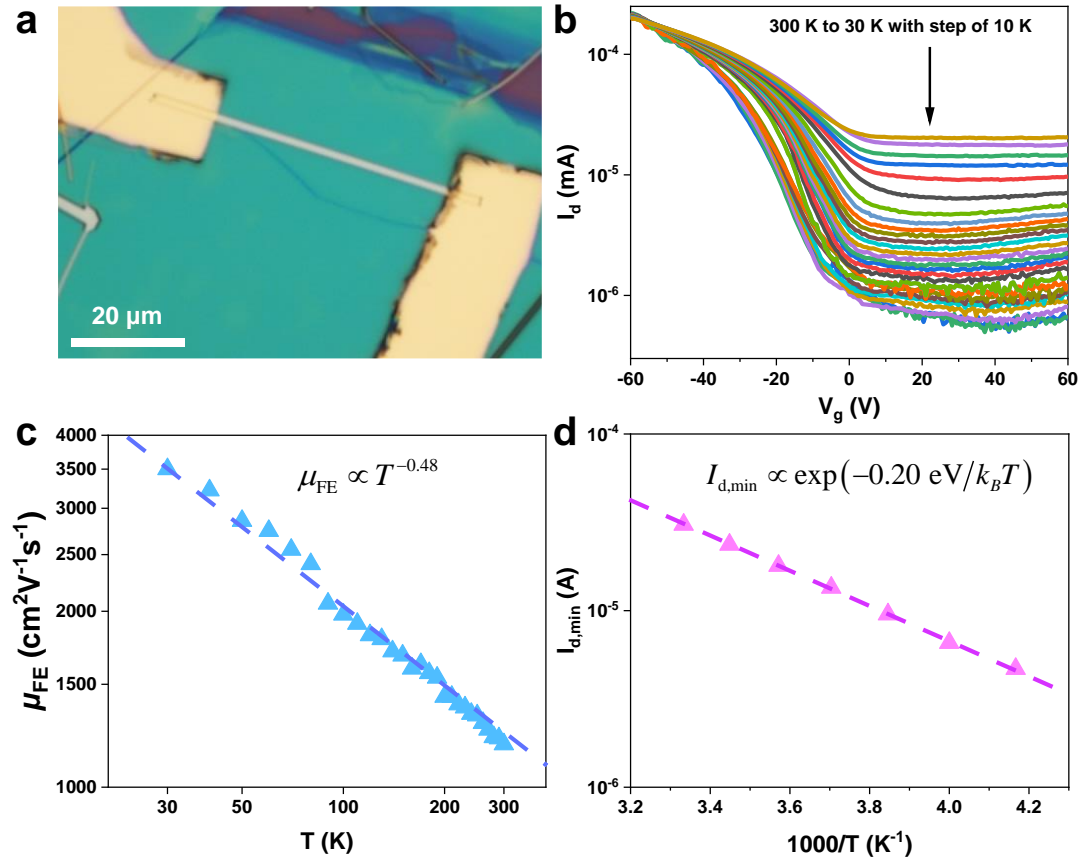 a
20 µm
b
300 K to 30 K with step of 10 K
I_d (mA)
10⁻⁴
10⁻⁵
10⁻⁶
-60 -40 -20 0 20 40 60
V_g (V)
c
μ_FE ∝ T^−0.48
μ_FE (cm²V⁻¹s⁻¹)
4000
3500
3000
2500
2000
1500
1000
30 50 100 200 300
T (K)
d
I_d,min ∝ exp(−0.20 eV/k_BT)
I_d,min (A)
10⁻⁴
10⁻⁵
10⁻⁶
3.2 3.4 3.6 3.8 4.0 4.2
1000/T (K⁻¹)